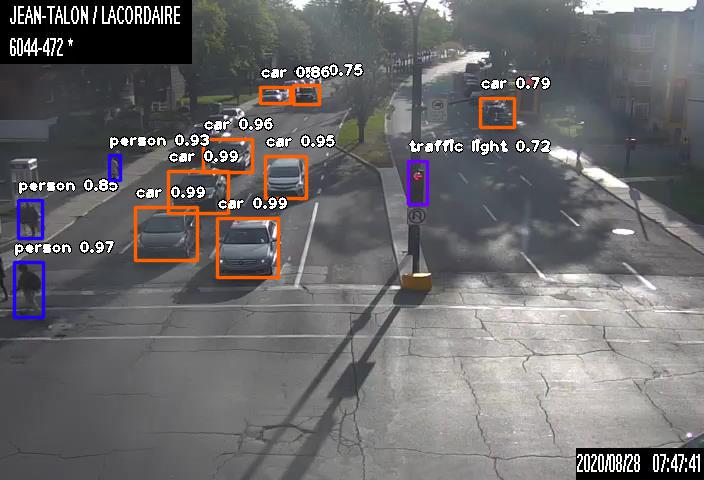 JEAN-TALON / LACORDAIRE
6044-472 *
car 0.86
0.75
car 0.79
car 0.96
person 0.93
car 0.99
car 0.95
traffic light 0.72
person 0.85
car 0.99
car 0.99
person 0.97
2020/08/28 07:47:41